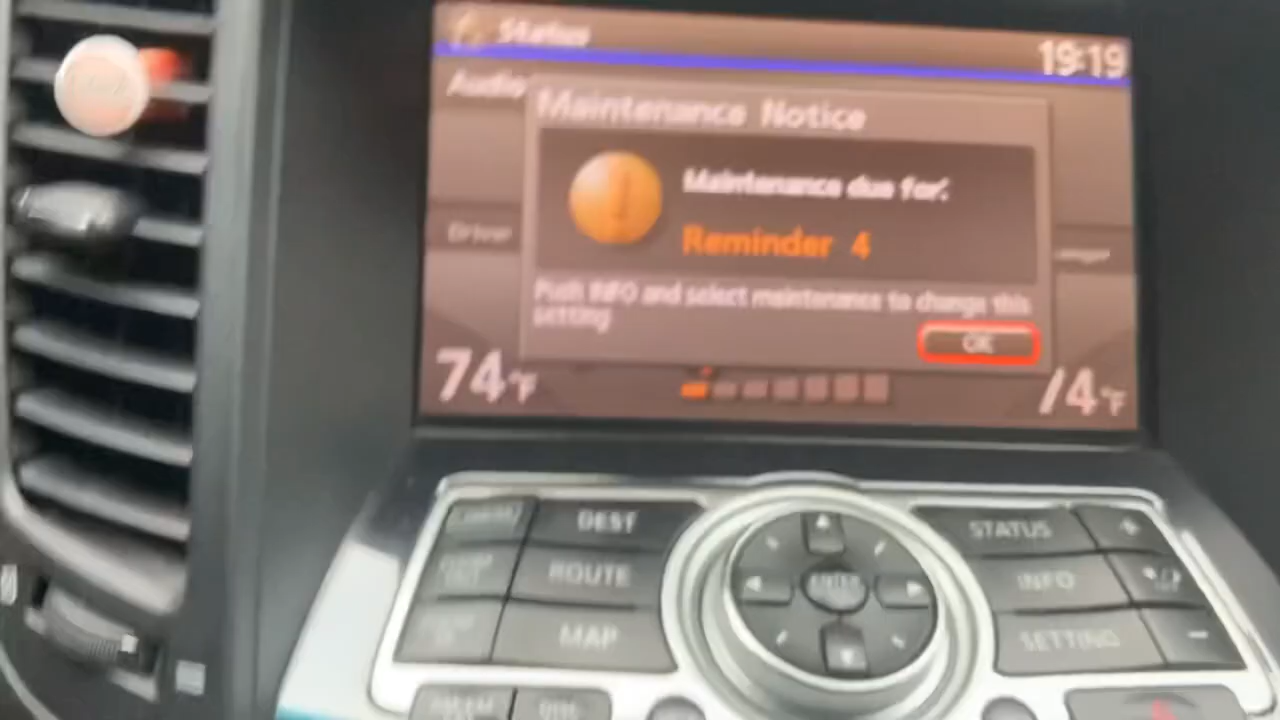 Status
19:19
Audio
Maintenance Notice
Maintenance due for:
Reminder 4
Driver
Push INFO and select maintenance to change this
setting
OK
74°F
74°F
DEST
STATUS
ROUTE
ENTER
INFO
MAP
SETTING